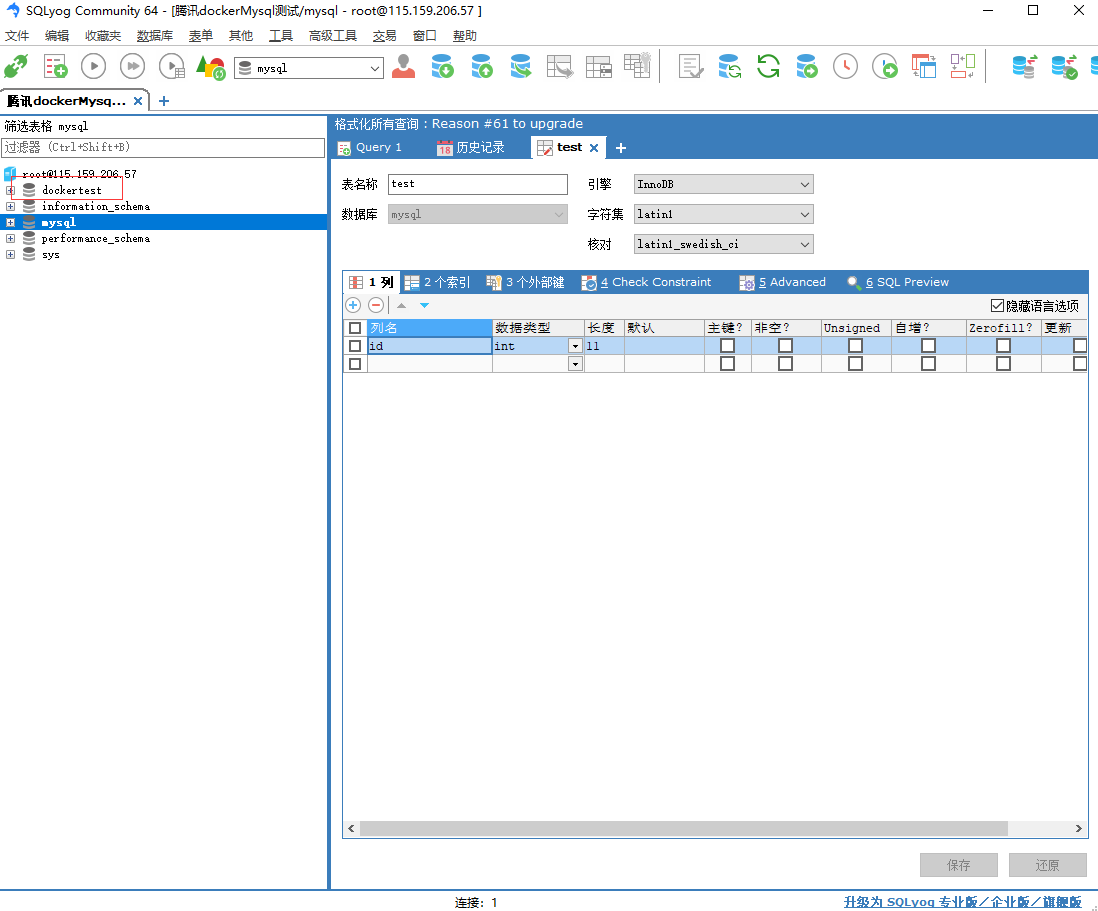 SQLyog Community 64 - [腾讯dockerMysql测试/mysql - root@115.159.206.57 ]
文件 编辑 收藏夹 数据库 表单 其他 工具 高级工具 交易 窗口 帮助
mysql
腾讯dockerMysq... × +
筛选表格 mysql
过滤器 (Ctrl+Shift+B)
root@115.159.206.57
dockertest
information_schema
mysql
performance_schema
sys
格式化所有查询 : Reason #61 to upgrade
Query 1 18 历史记录 test × +
表名称 test 引擎 InnoDB
数据库 mysql 字符集 latin1
核对 latin1_swedish_ci
1 列 2 个索引 3 个外部键 4 Check Constraint 5 Advanced 6 SQL Preview
隐藏语言选项
列名 数据类型 长度 默认 主键? 非空? Unsigned 自增? Zerofill? 更新
id int 11
保存 还原
连接: 1 升级为 SQLyog 专业版/企业版/旗舰版